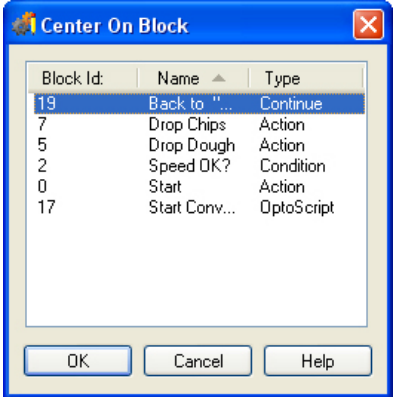 Center On Block
Block Id: Name Type
19 Back to "... Continue
7 Drop Chips Action
5 Drop Dough Action
2 Speed OK? Condition
0 Start Action
17 Start Conv... OptoScript
OK Cancel Help